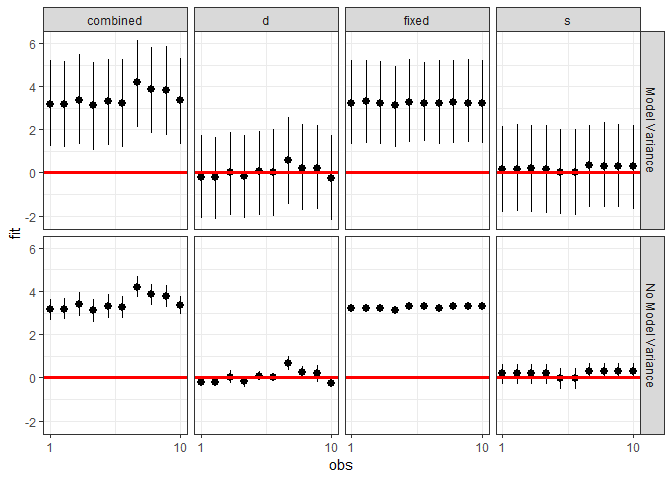 combined d fixed s
6
4
2
0
-2
Model Variance
6
4
2
0
-2
No Model Variance
fit
1 10 1 10 1 10 1 10
obs